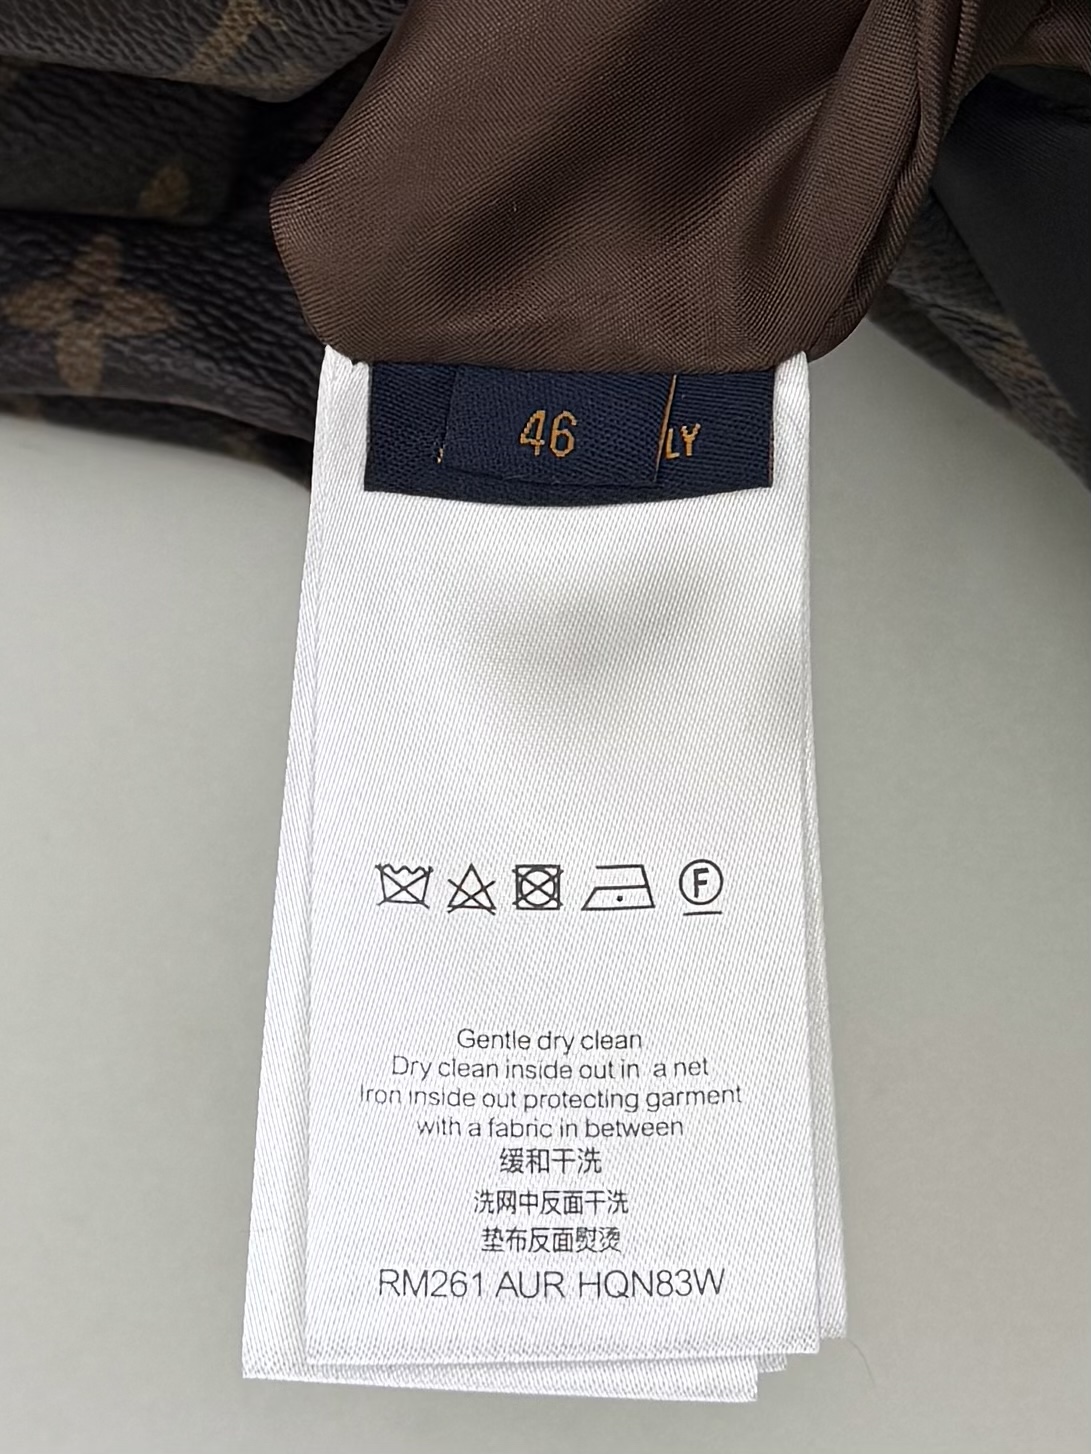 46
LY
F
Gentle dry clean
Dry clean inside out in a net
Iron inside out protecting garment
with a fabric in between
缓和干洗
洗网中反面干洗
垫布反面熨烫
RM261 AUR HQN83W